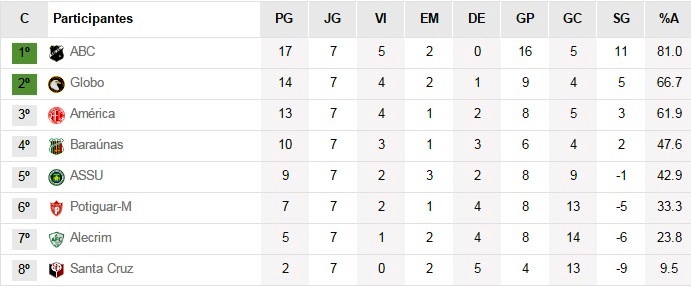 C Participantes PG JG VI EM DE GP GC SG %A
1º ABC 17 7 5 2 0 16 5 11 81.0
2º Globo 14 7 4 2 1 9 4 5 66.7
3º América 13 7 4 1 2 8 5 3 61.9
4º Baraúnas 10 7 3 1 3 6 4 2 47.6
5º ASSU 9 7 2 3 2 8 9 -1 42.9
6º Potiguar-M 7 7 2 1 4 8 13 -5 33.3
7º Alecrim 5 7 1 2 4 8 14 -6 23.8
8º Santa Cruz 2 7 0 2 5 4 13 -9 9.5